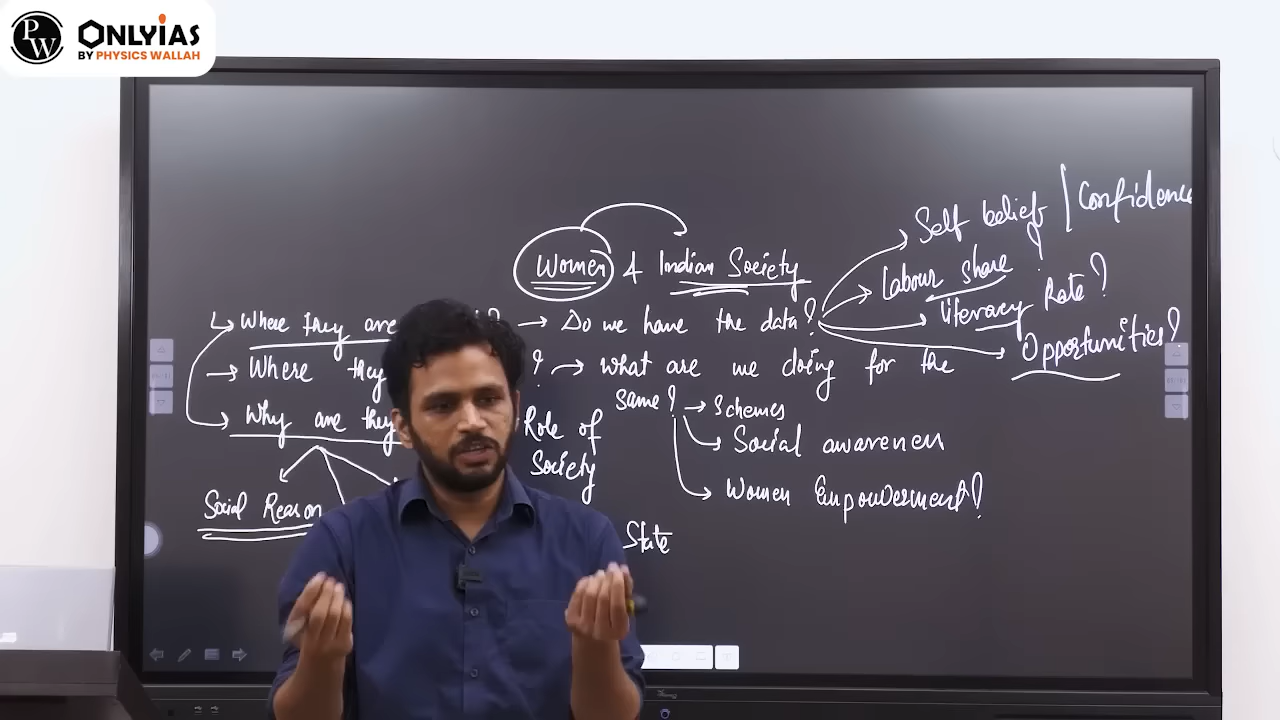 PW
ONLYIAS
BY PHYSICS WALLAH
Self beliefs / Confidence
Women & Indian Society
Labour share ?
Literacy Rate?
Where they are ? → Do we have the data?
Opportunities?
→ Where they ? → What are we doing for the
same? → Schemes
Why are they Role of
Society
Social awareness
Women Empowerment?
Social Reason
State